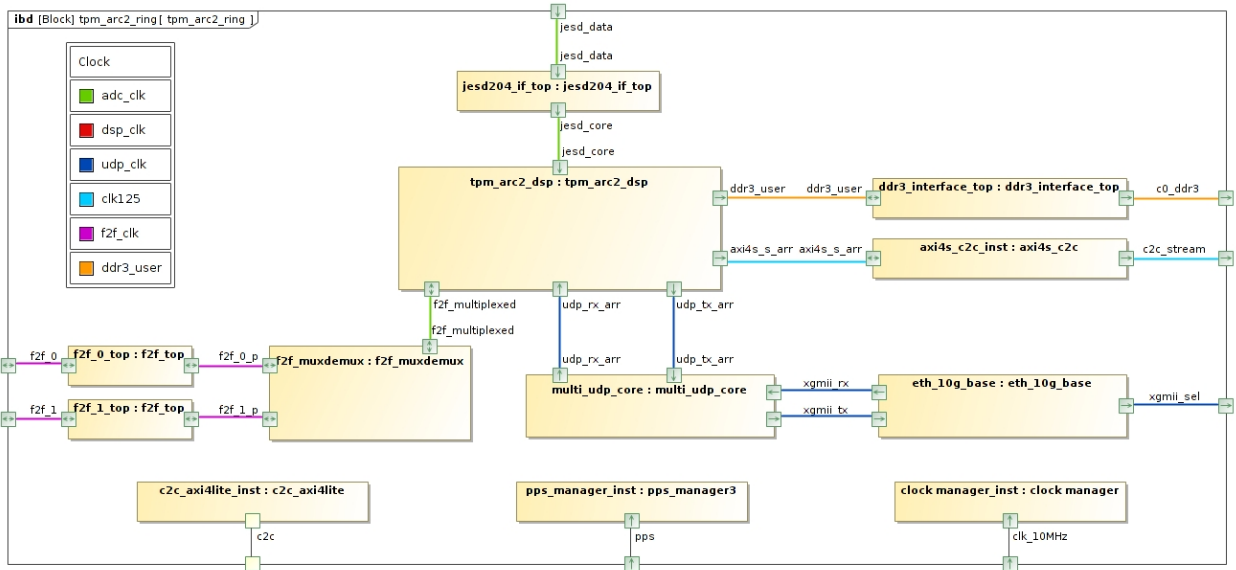 ibd [Block] tpm_arc2_ring[ tpm_arc2_ring ]
Clock
adc_clk
dsp_clk
udp_clk
clk125
f2f_clk
ddr3_user
jesd_data
jesd_data
jesd204_if_top : jesd204_if_top
jesd_core
jesd_core
tpm_arc2_dsp : tpm_arc2_dsp
ddr3_user ddr3_user
ddr3_interface_top : ddr3_interface_top
c0_ddr3
axi4s_s_arr axi4s_s_arr
axi4s_c2c_inst : axi4s_c2c
c2c_stream
f2f_multiplexed
f2f_multiplexed
udp_rx_arr
udp_tx_arr
udp_rx_arr
udp_tx_arr
f2f_0
f2f_0_top : f2f_top
f2f_0_p
f2f_muxdemux : f2f_muxdemux
f2f_1
f2f_1_top : f2f_top
f2f_1_p
multi_udp_core : multi_udp_core
xgmii_rx
xgmii_tx
eth_10g_base : eth_10g_base
xgmii_sel
c2c_axi4lite_inst : c2c_axi4lite
c2c
pps_manager_inst : pps_manager3
pps
clock manager_inst : clock manager
clk_10MHz